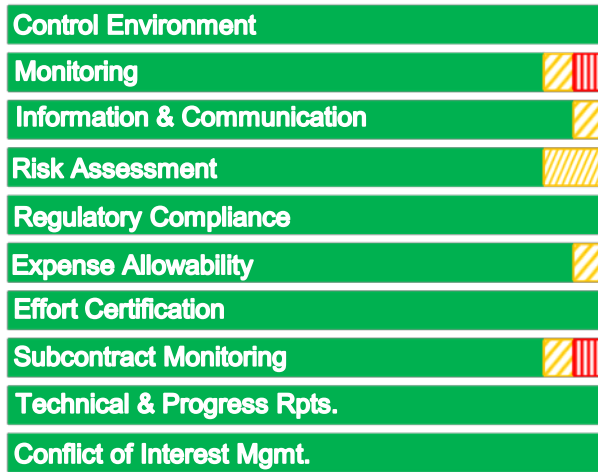 Control Environment
Monitoring
Information & Communication
Risk Assessment
Regulatory Compliance
Expense Allowability
Effort Certification
Subcontract Monitoring
Technical & Progress Rpts.
Conflict of Interest Mgmt.